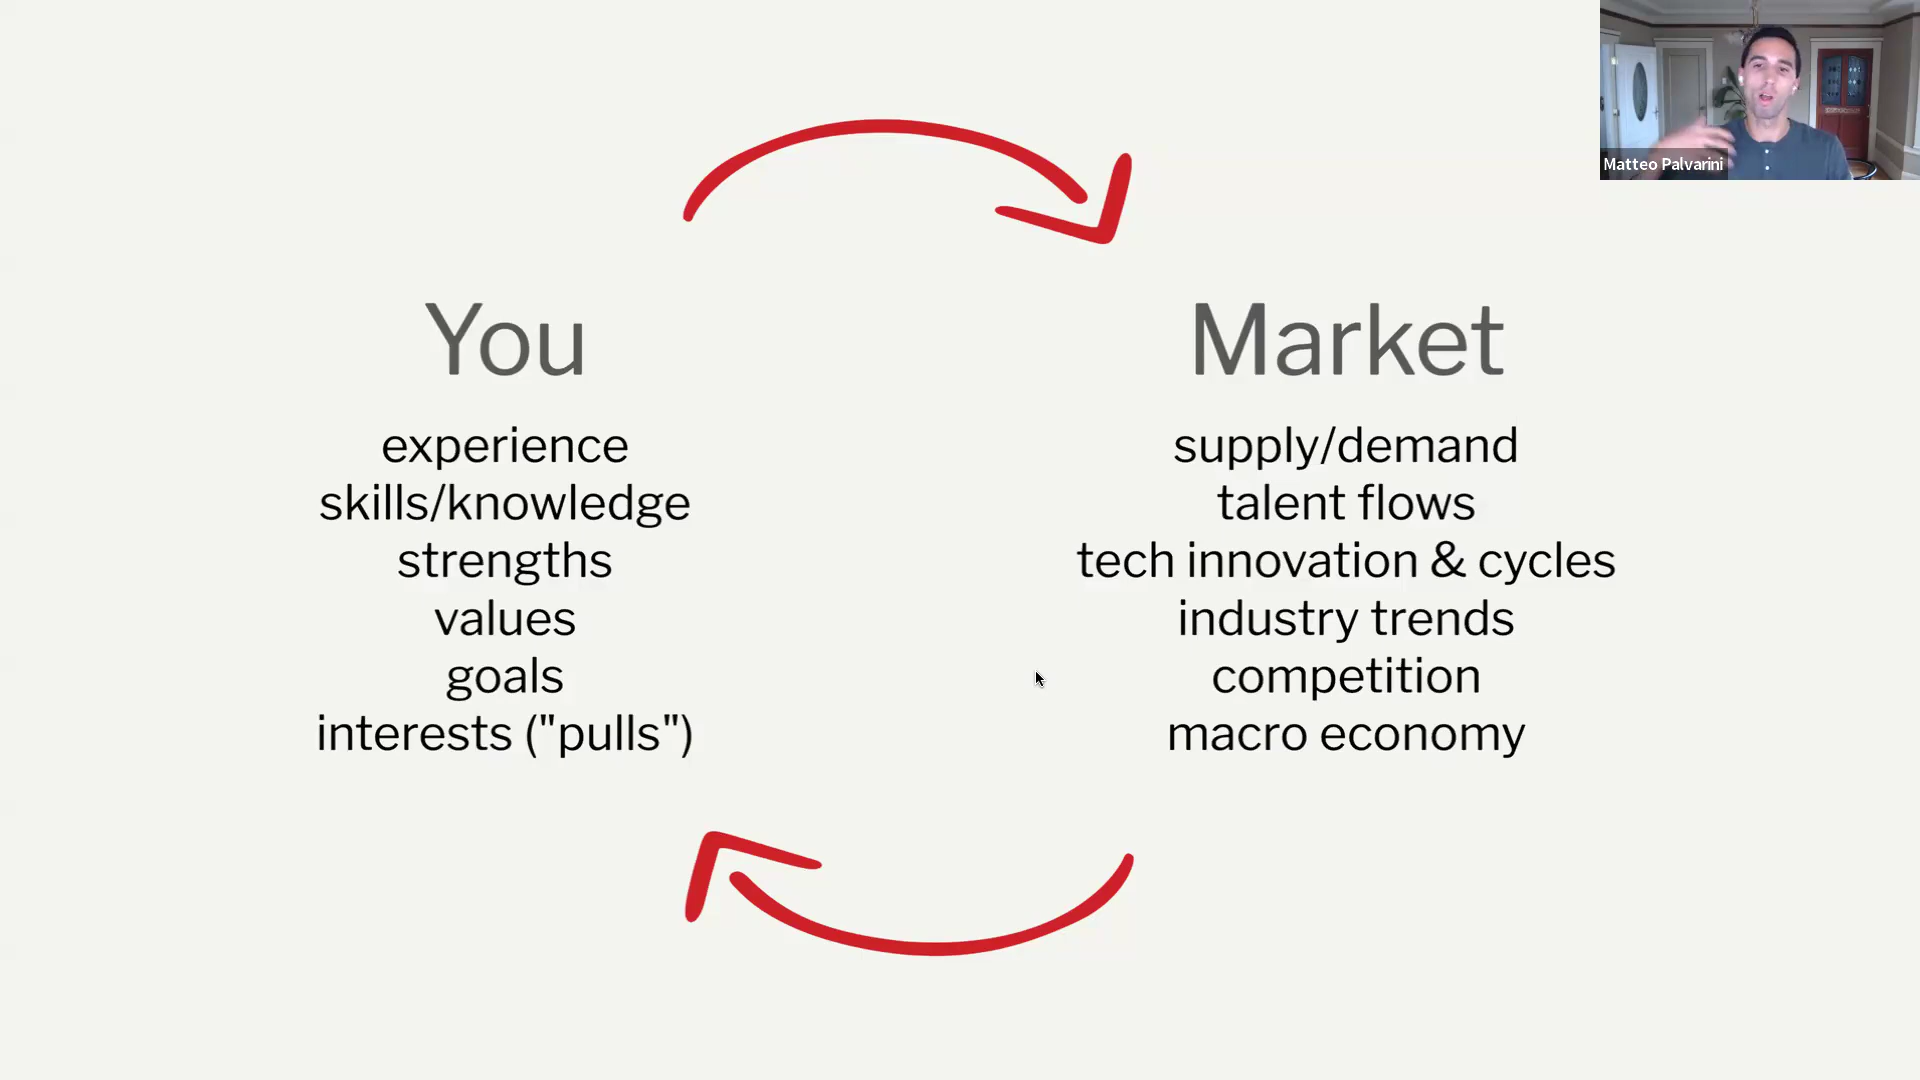 Matteo Palvarini
You
experience
skills/knowledge
strengths
values
goals
interests ("pulls")
Market
supply/demand
talent flows
tech innovation & cycles
industry trends
competition
macro economy